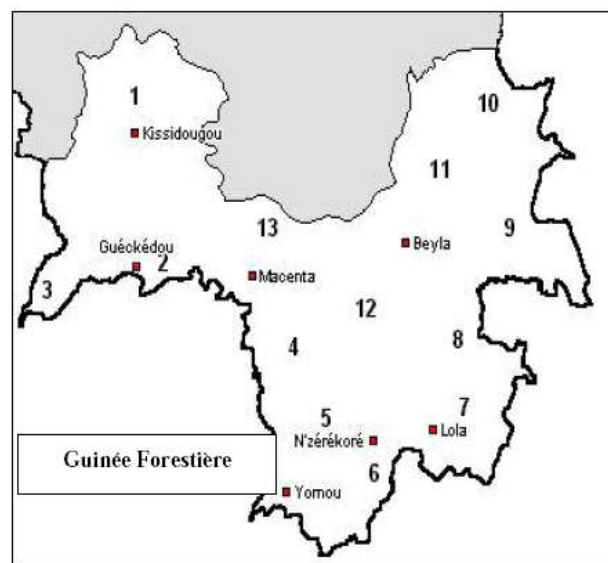 1
10
Kissidougou
11
13
9
Guéckédou
Beyla
2
Macenta
3
12
4
8
7
5
Lola
N'zérékoré
Guinée Forestière
6
Yomou